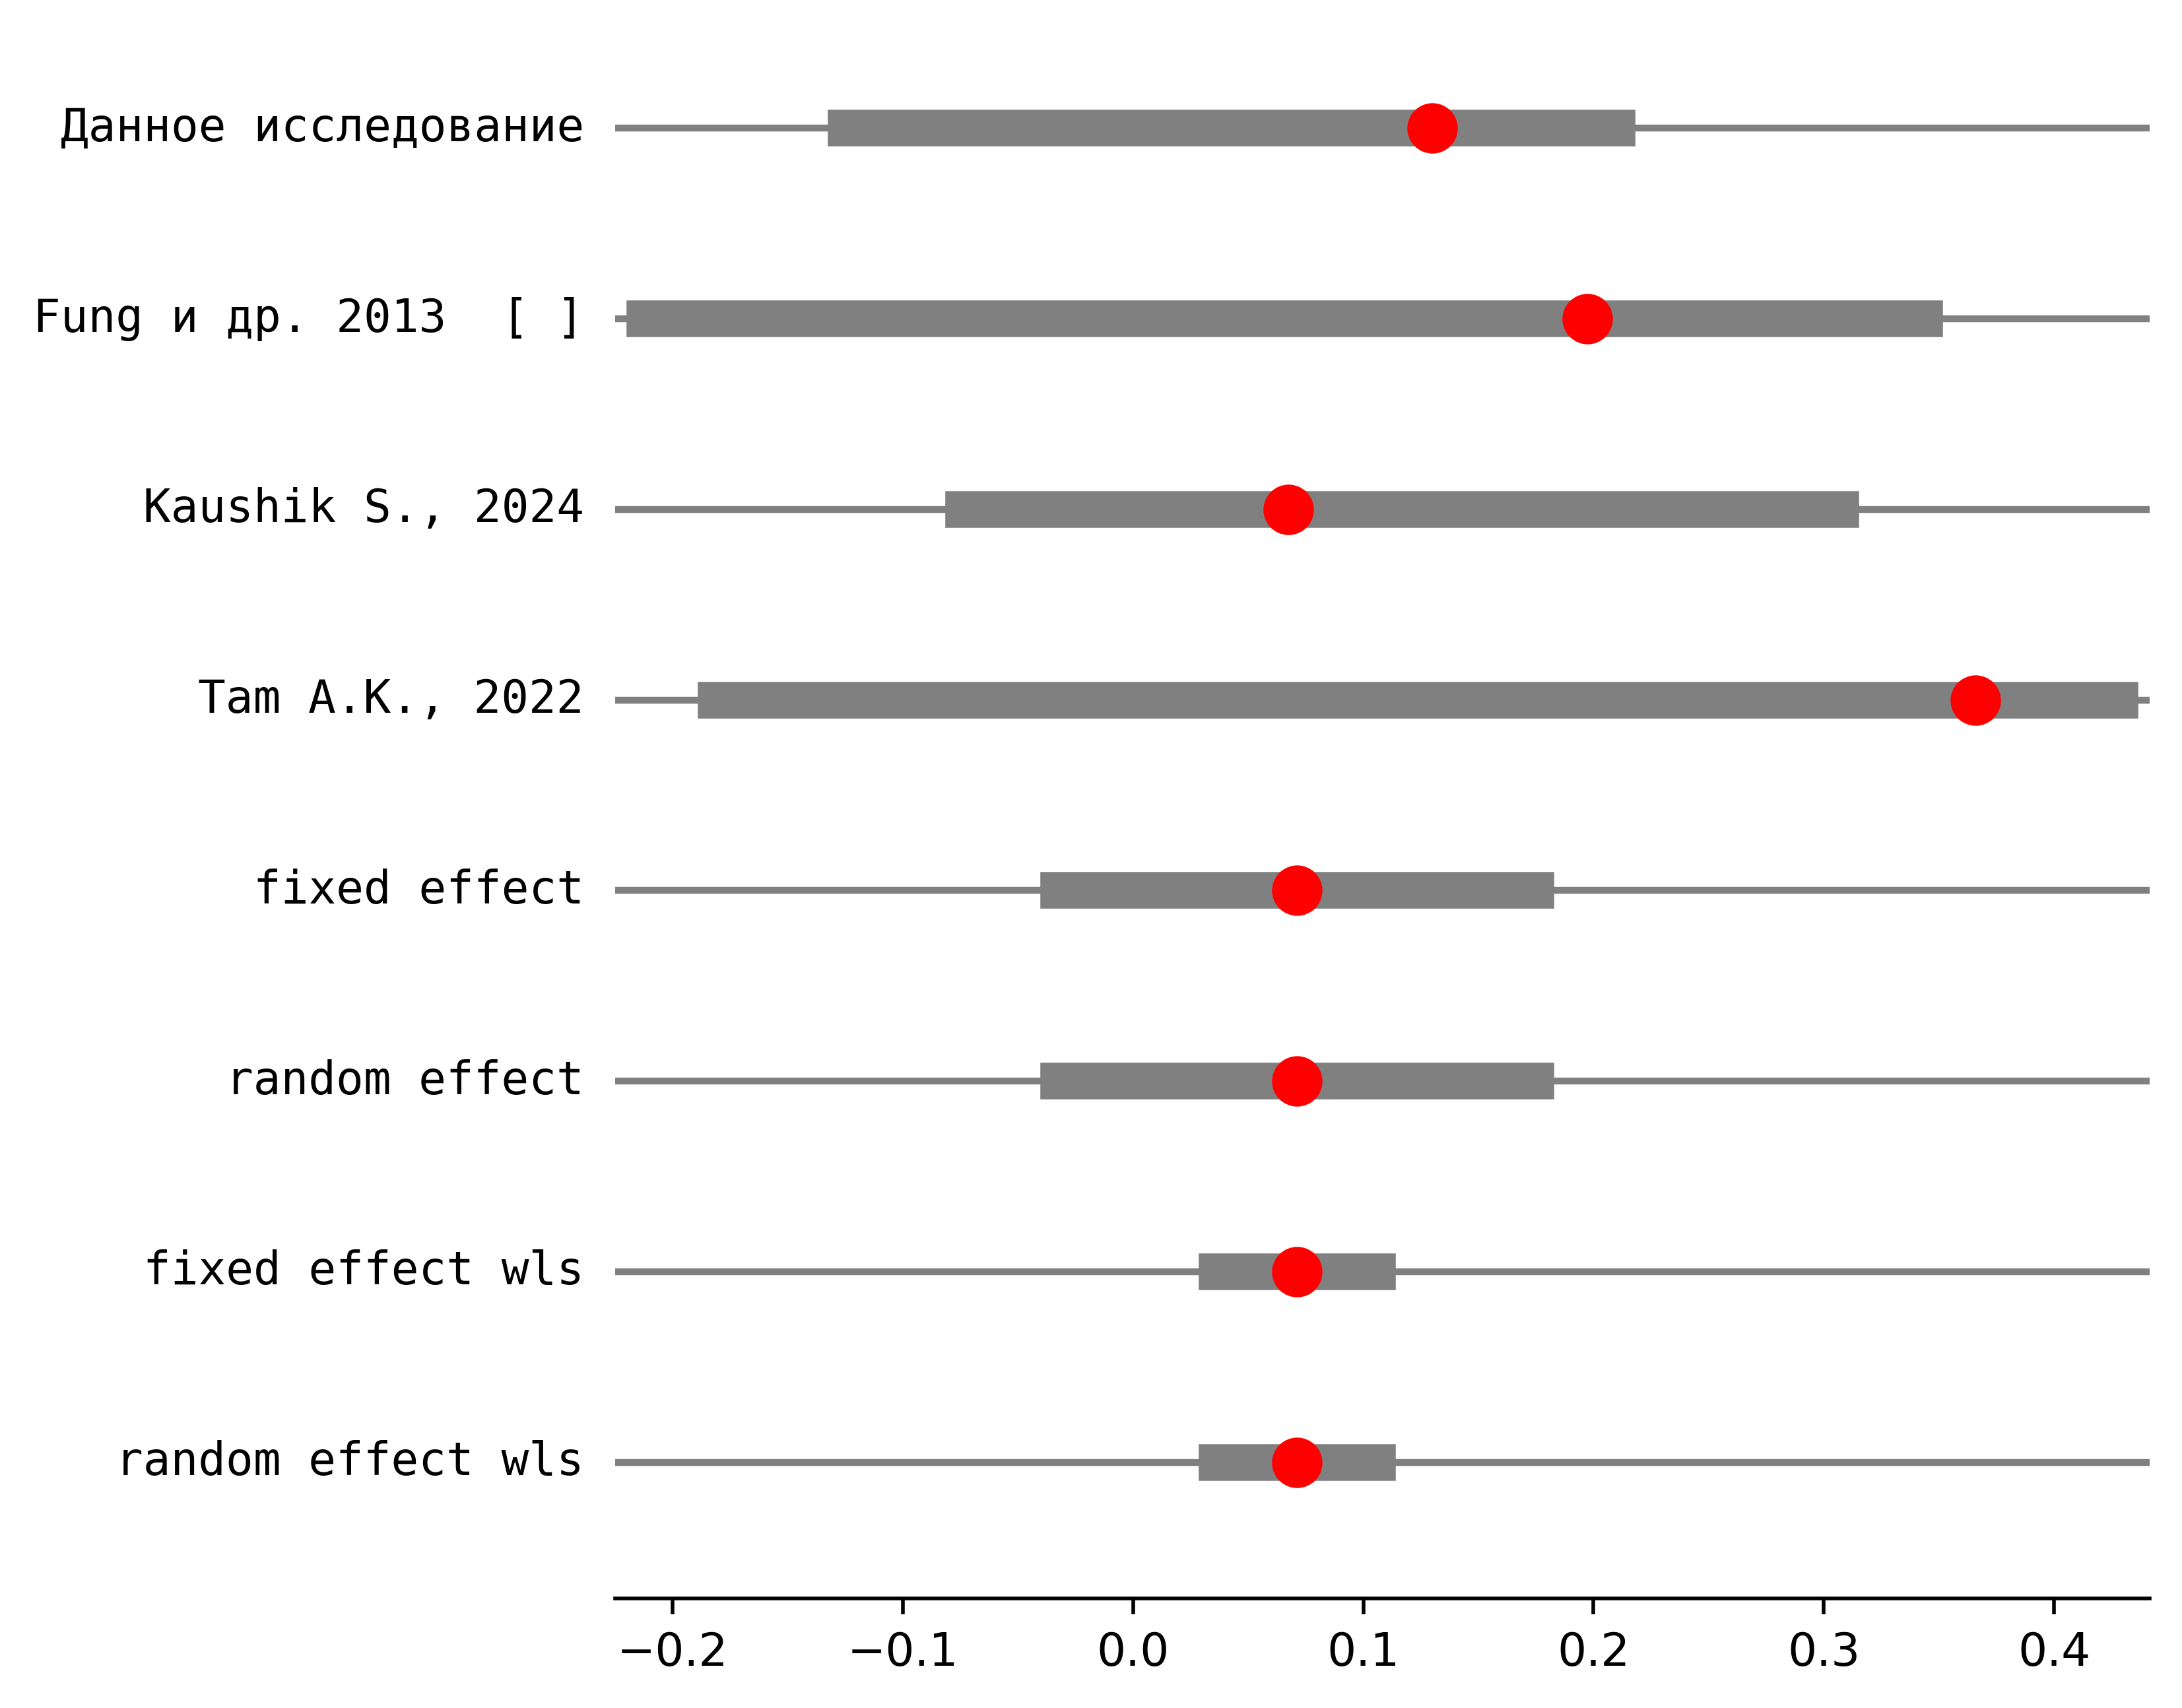 Данное исследование
Fung и др. 2013  [ ]
Kaushik S., 2024
Tam A.K., 2022
fixed effect
random effect
fixed effect wls
random effect wls
−0.2 −0.1 0.0 0.1 0.2 0.3 0.4